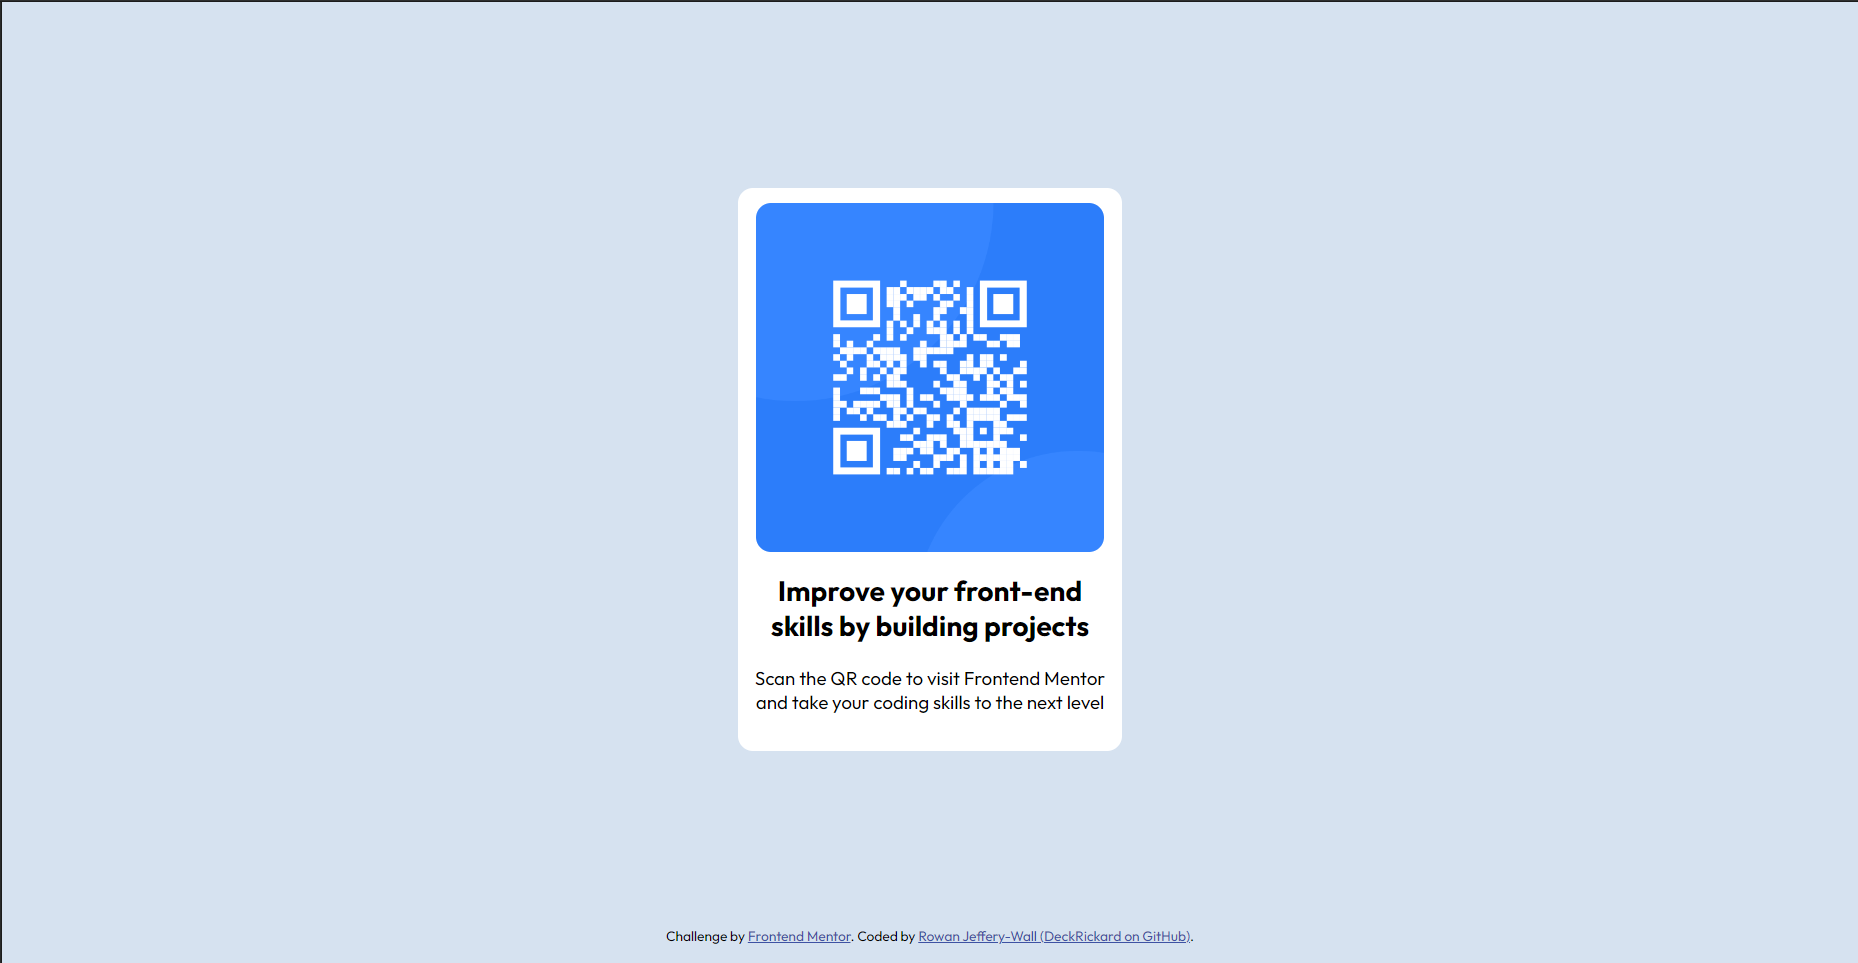 Improve your front-end
skills by building projects
Scan the QR code to visit Frontend Mentor
and take your coding skills to the next level
Challenge by Frontend Mentor. Coded by Rowan Jeffery-Wall (DeckRickard on GitHub).